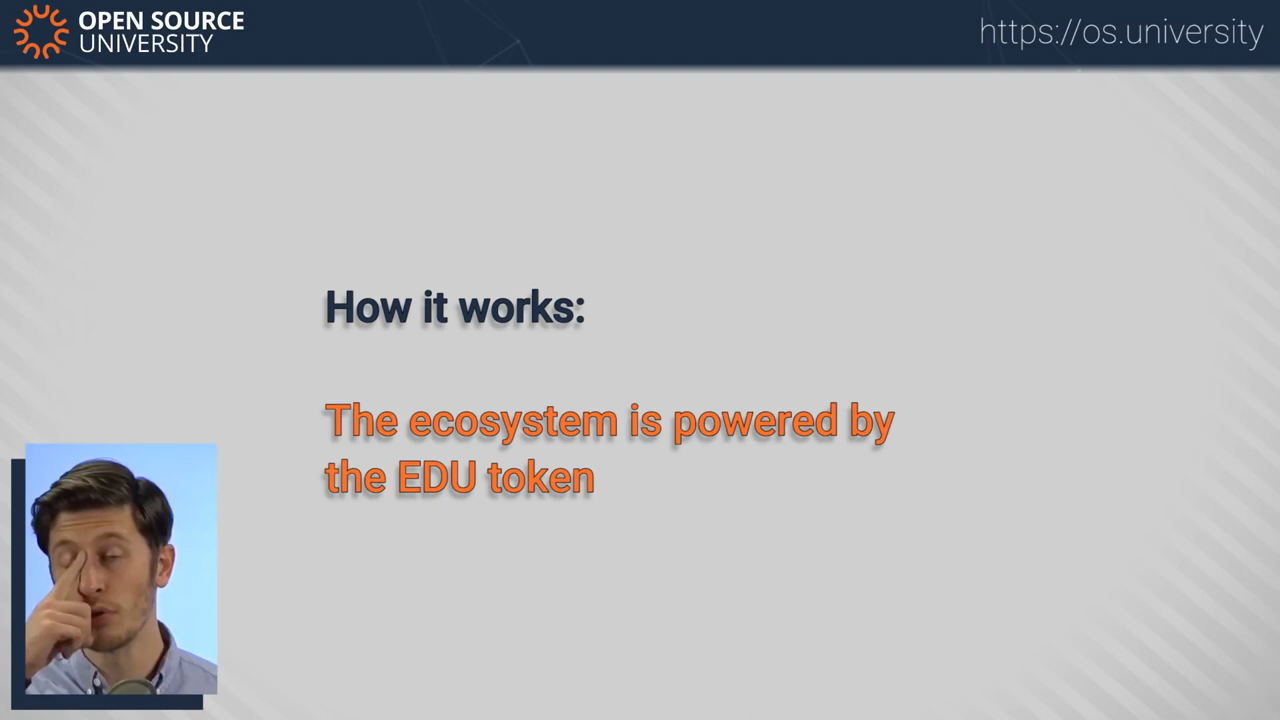 OPEN SOURCE
UNIVERSITY
https://os.university
How it works:
The ecosystem is powered by
the EDU token